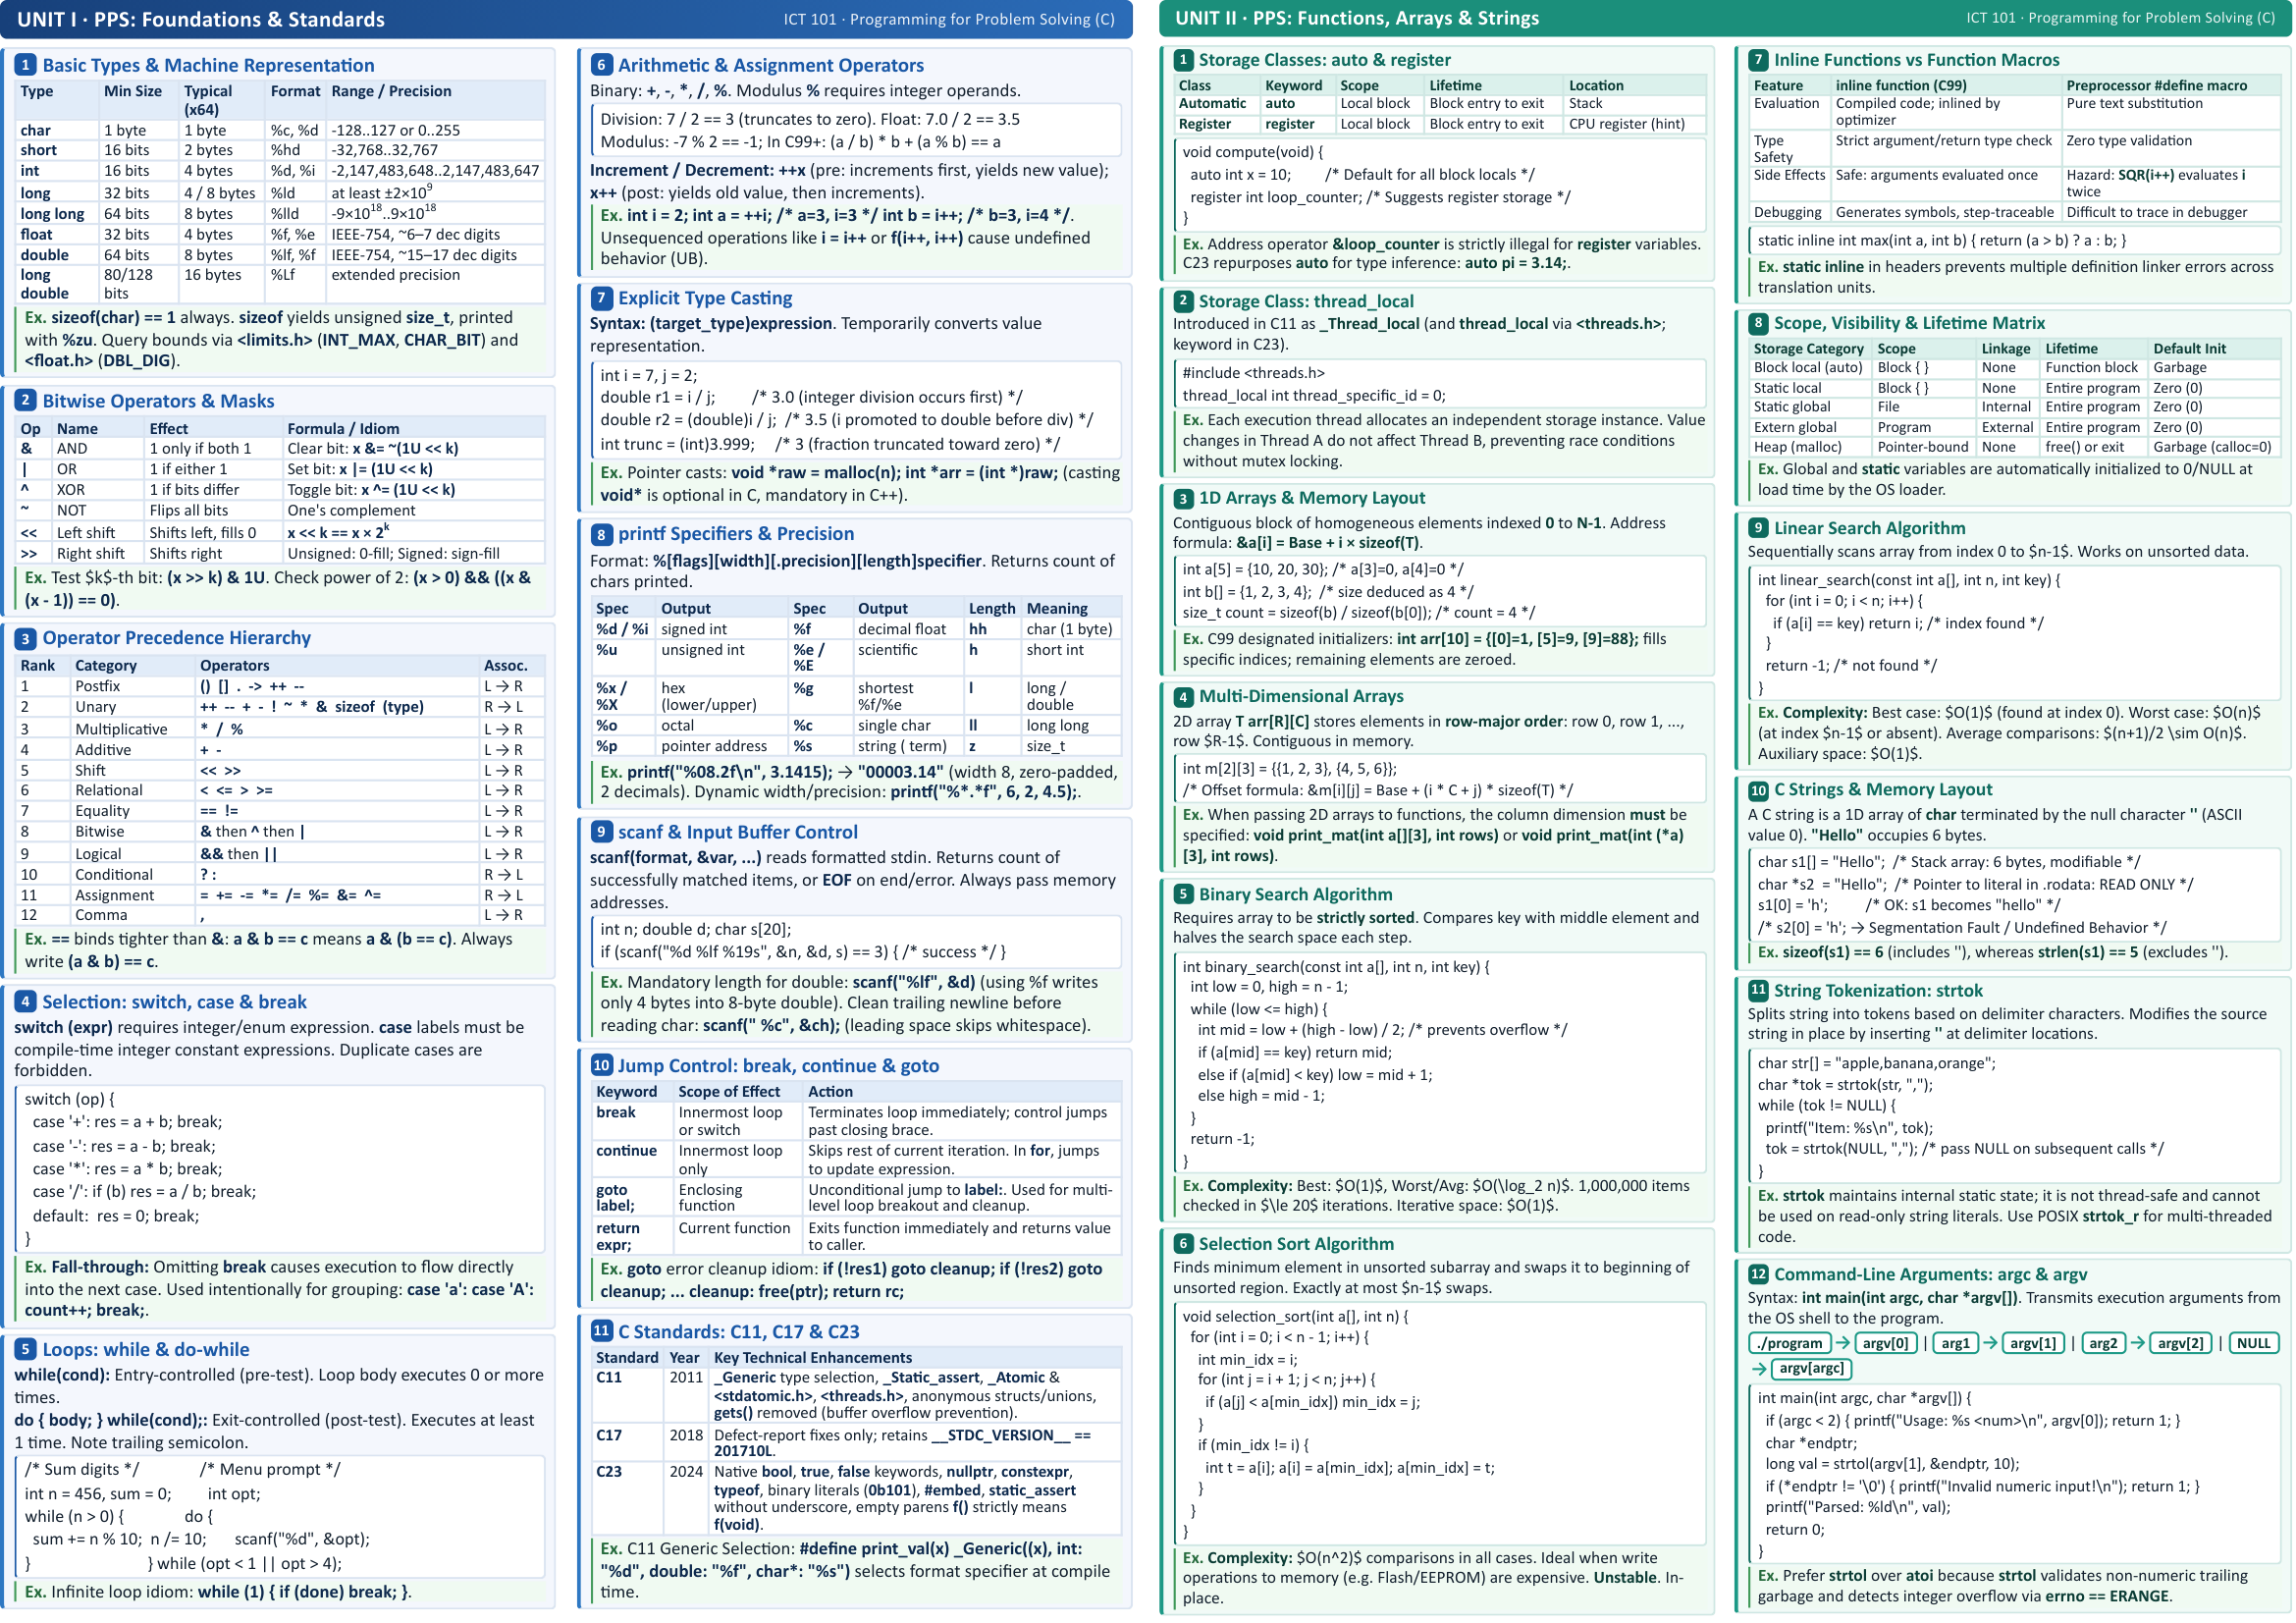 UNIT I · PPS: Foundations & Standards
ICT 101 · Programming for Problem Solving (C)
1 Basic Types & Machine Representation
Type Min Size Typical (x64) Format Range / Precision
char 1 byte 1 byte %c, %d -128..127 or 0..255
short 16 bits 2 bytes %hd -32,768..32,767
int 16 bits 4 bytes %d, %i -2,147,483,648..2,147,483,647
long 32 bits 4 / 8 bytes %ld at least ±2×10⁹
long long 64 bits 8 bytes %lld -9×10¹⁸..9×10¹⁸
float 32 bits 4 bytes %f, %e IEEE-754, ~6–7 dec digits
double 64 bits 8 bytes %lf, %f IEEE-754, ~15–17 dec digits
long double 80/128 bits 16 bytes %Lf extended precision
Ex. sizeof(char) == 1 always. sizeof yields unsigned size_t, printed
with %zu. Query bounds via <limits.h> (INT_MAX, CHAR_BIT) and
<float.h> (DBL_DIG).
2 Bitwise Operators & Masks
Op Name Effect Formula / Idiom
& AND 1 only if both 1 Clear bit: x &= ~(1U << k)
| OR 1 if either 1 Set bit: x |= (1U << k)
^ XOR 1 if bits differ Toggle bit: x ^= (1U << k)
~ NOT Flips all bits One's complement
<< Left shift Shifts left, fills 0 x << k == x × 2ᵏ
>> Right shift Shifts right Unsigned: 0-fill; Signed: sign-fill
Ex. Test $k$-th bit: (x >> k) & 1U. Check power of 2: (x > 0) && ((x &
(x - 1)) == 0).
3 Operator Precedence Hierarchy
Rank Category Operators Assoc.
1 Postfix () [] . -> ++ -- L → R
2 Unary ++ -- + - ! ~ * & sizeof (type) R → L
3 Multiplicative * / % L → R
4 Additive + - L → R
5 Shift << >> L → R
6 Relational < <= > >= L → R
7 Equality == != L → R
8 Bitwise & then ^ then | L → R
9 Logical && then || L → R
10 Conditional ? : R → L
11 Assignment = += -= *= /= %= &= ^= R → L
12 Comma , L → R
Ex. == binds tighter than &: a & b == c means a & (b == c). Always
write (a & b) == c.
4 Selection: switch, case & break
switch (expr) requires integer/enum expression. case labels must be
compile-time integer constant expressions. Duplicate cases are
forbidden.
switch (op) {
case '+': res = a + b; break;
case '-': res = a - b; break;
case '*': res = a * b; break;
case '/': if (b) res = a / b; break;
default: res = 0; break;
}
Ex. Fall-through: Omitting break causes execution to flow directly
into the next case. Used intentionally for grouping: case 'a': case 'A':
count++; break;.
5 Loops: while & do-while
while(cond): Entry-controlled (pre-test). Loop body executes 0 or more
times.
do { body; } while(cond);: Exit-controlled (post-test). Executes at least
1 time. Note trailing semicolon.
/* Sum digits */ /* Menu prompt */
int n = 456, sum = 0; int opt;
while (n > 0) { do {
sum += n % 10; n /= 10; scanf("%d", &opt);
} } while (opt < 1 || opt > 4);
Ex. Infinite loop idiom: while (1) { if (done) break; }.
6 Arithmetic & Assignment Operators
Binary: +, -, *, /, %. Modulus % requires integer operands.
Division: 7 / 2 == 3 (truncates to zero). Float: 7.0 / 2 == 3.5
Modulus: -7 % 2 == -1; In C99+: (a / b) * b + (a % b) == a
Increment / Decrement: ++x (pre: increments first, yields new value);
x++ (post: yields old value, then increments).
Ex. int i = 2; int a = ++i; /* a=3, i=3 */ int b = i++; /* b=3, i=4 */.
Unsequenced operations like i = i++ or f(i++, i++) cause undefined
behavior (UB).
7 Explicit Type Casting
Syntax: (target_type)expression. Temporarily converts value
representation.
int i = 7, j = 2;
double r1 = i / j; /* 3.0 (integer division occurs first) */
double r2 = (double)i / j; /* 3.5 (i promoted to double before div) */
int trunc = (int)3.999; /* 3 (fraction truncated toward zero) */
Ex. Pointer casts: void *raw = malloc(n); int *arr = (int *)raw; (casting
void* is optional in C, mandatory in C++).
8 printf Specifiers & Precision
Format: %[flags][width][.precision][length]specifier. Returns count of
chars printed.
Spec Output Spec Output Length Meaning
%d / %i signed int %f decimal float hh char (1 byte)
%u unsigned int %e / %E scientific h short int
%x / %X hex (lower/upper) %g shortest %f/%e l long / double
%o octal %c single char ll long long
%p pointer address %s string ( term) z size_t
Ex. printf("%08.2f\n", 3.1415); → "00003.14" (width 8, zero-padded,
2 decimals). Dynamic width/precision: printf("%*.*f", 6, 2, 4.5);.
9 scanf & Input Buffer Control
scanf(format, &var, ...) reads formatted stdin. Returns count of
successfully matched items, or EOF on end/error. Always pass memory
addresses.
int n; double d; char s[20];
if (scanf("%d %lf %19s", &n, &d, s) == 3) { /* success */ }
Ex. Mandatory length for double: scanf("%lf", &d) (using %f writes
only 4 bytes into 8-byte double). Clean trailing newline before
reading char: scanf(" %c", &ch); (leading space skips whitespace).
10 Jump Control: break, continue & goto
Keyword Scope of Effect Action
break Innermost loop or switch Terminates loop immediately; control jumps past closing brace.
continue Innermost loop only Skips rest of current iteration. In for, jumps to update expression.
goto label; Enclosing function Unconditional jump to label:. Used for multi-level loop breakout and cleanup.
return expr; Current function Exits function immediately and returns value to caller.
Ex. goto error cleanup idiom: if (!res1) goto cleanup; if (!res2) goto
cleanup; ... cleanup: free(ptr); return rc;
11 C Standards: C11, C17 & C23
Standard Year Key Technical Enhancements
C11 2011 _Generic type selection, _Static_assert, _Atomic &
<stdatomic.h>, <threads.h>, anonymous structs/unions,
gets() removed (buffer overflow prevention).
C17 2018 Defect-report fixes only; retains __STDC_VERSION__ ==
201710L.
C23 2024 Native bool, true, false keywords, nullptr, constexpr,
typeof, binary literals (0b101), #embed, static_assert
without underscore, empty parens f() strictly means
f(void).
Ex. C11 Generic Selection: #define print_val(x) _Generic((x), int:
"%d", double: "%f", char*: "%s") selects format specifier at compile
time.
UNIT II · PPS: Functions, Arrays & Strings
ICT 101 · Programming for Problem Solving (C)
1 Storage Classes: auto & register
Class Keyword Scope Lifetime Location
Automatic auto Local block Block entry to exit Stack
Register register Local block Block entry to exit CPU register (hint)
void compute(void) {
auto int x = 10; /* Default for all block locals */
register int loop_counter; /* Suggests register storage */
}
Ex. Address operator &loop_counter is strictly illegal for register variables.
C23 repurposes auto for type inference: auto pi = 3.14;.
2 Storage Class: thread_local
Introduced in C11 as _Thread_local (and thread_local via <threads.h>;
keyword in C23).
#include <threads.h>
thread_local int thread_specific_id = 0;
Ex. Each execution thread allocates an independent storage instance. Value
changes in Thread A do not affect Thread B, preventing race conditions
without mutex locking.
3 1D Arrays & Memory Layout
Contiguous block of homogeneous elements indexed 0 to N-1. Address
formula: &a[i] = Base + i × sizeof(T).
int a[5] = {10, 20, 30}; /* a[3]=0, a[4]=0 */
int b[] = {1, 2, 3, 4}; /* size deduced as 4 */
size_t count = sizeof(b) / sizeof(b[0]); /* count = 4 */
Ex. C99 designated initializers: int arr[10] = {[0]=1, [5]=9, [9]=88}; fills
specific indices; remaining elements are zeroed.
4 Multi-Dimensional Arrays
2D array T arr[R][C] stores elements in row-major order: row 0, row 1, ...,
row $R-1$. Contiguous in memory.
int m[2][3] = {{1, 2, 3}, {4, 5, 6}};
/* Offset formula: &m[i][j] = Base + (i * C + j) * sizeof(T) */
Ex. When passing 2D arrays to functions, the column dimension must be
specified: void print_mat(int a[][3], int rows) or void print_mat(int (*a)
[3], int rows).
5 Binary Search Algorithm
Requires array to be strictly sorted. Compares key with middle element and
halves the search space each step.
int binary_search(const int a[], int n, int key) {
int low = 0, high = n - 1;
while (low <= high) {
int mid = low + (high - low) / 2; /* prevents overflow */
if (a[mid] == key) return mid;
else if (a[mid] < key) low = mid + 1;
else high = mid - 1;
}
return -1;
}
Ex. Complexity: Best: $O(1)$, Worst/Avg: $O(\log_2 n)$. 1,000,000 items
checked in $\le 20$ iterations. Iterative space: $O(1)$.
6 Selection Sort Algorithm
Finds minimum element in unsorted subarray and swaps it to beginning of
unsorted region. Exactly at most $n-1$ swaps.
void selection_sort(int a[], int n) {
for (int i = 0; i < n - 1; i++) {
int min_idx = i;
for (int j = i + 1; j < n; j++) {
if (a[j] < a[min_idx]) min_idx = j;
}
if (min_idx != i) {
int t = a[i]; a[i] = a[min_idx]; a[min_idx] = t;
}
}
}
Ex. Complexity: $O(n^2)$ comparisons in all cases. Ideal when write
operations to memory (e.g. Flash/EEPROM) are expensive. Unstable. In-
place.
7 Inline Functions vs Function Macros
Feature inline function (C99) Preprocessor #define macro
Evaluation Compiled code; inlined by optimizer Pure text substitution
Type Safety Strict argument/return type check Zero type validation
Side Effects Safe: arguments evaluated once Hazard: SQR(i++) evaluates i twice
Debugging Generates symbols, step-traceable Difficult to trace in debugger
static inline int max(int a, int b) { return (a > b) ? a : b; }
Ex. static inline in headers prevents multiple definition linker errors across
translation units.
8 Scope, Visibility & Lifetime Matrix
Storage Category Scope Linkage Lifetime Default Init
Block local (auto) Block { } None Function block Garbage
Static local Block { } None Entire program Zero (0)
Static global File Internal Entire program Zero (0)
Extern global Program External Entire program Zero (0)
Heap (malloc) Pointer-bound None free() or exit Garbage (calloc=0)
Ex. Global and static variables are automatically initialized to 0/NULL at
load time by the OS loader.
9 Linear Search Algorithm
Sequentially scans array from index 0 to $n-1$. Works on unsorted data.
int linear_search(const int a[], int n, int key) {
for (int i = 0; i < n; i++) {
if (a[i] == key) return i; /* index found */
}
return -1; /* not found */
}
Ex. Complexity: Best case: $O(1)$ (found at index 0). Worst case: $O(n)$
(at index $n-1$ or absent). Average comparisons: $(n+1)/2 \sim O(n)$.
Auxiliary space: $O(1)$.
10 C Strings & Memory Layout
A C string is a 1D array of char terminated by the null character '' (ASCII
value 0). "Hello" occupies 6 bytes.
char s1[] = "Hello"; /* Stack array: 6 bytes, modifiable */
char *s2 = "Hello"; /* Pointer to literal in .rodata: READ ONLY */
s1[0] = 'h'; /* OK: s1 becomes "hello" */
/* s2[0] = 'h'; → Segmentation Fault / Undefined Behavior */
Ex. sizeof(s1) == 6 (includes ''), whereas strlen(s1) == 5 (excludes '').
11 String Tokenization: strtok
Splits string into tokens based on delimiter characters. Modifies the source
string in place by inserting '' at delimiter locations.
char str[] = "apple,banana,orange";
char *tok = strtok(str, ",");
while (tok != NULL) {
printf("Item: %s\n", tok);
tok = strtok(NULL, ","); /* pass NULL on subsequent calls */
}
Ex. strtok maintains internal static state; it is not thread-safe and cannot
be used on read-only string literals. Use POSIX strtok_r for multi-threaded
code.
12 Command-Line Arguments: argc & argv
Syntax: int main(int argc, char *argv[]). Transmits execution arguments from
the OS shell to the program.
./program → argv[0] | arg1 → argv[1] | arg2 → argv[2] | NULL
→ argv[argc]
int main(int argc, char *argv[]) {
if (argc < 2) { printf("Usage: %s <num>\n", argv[0]); return 1; }
char *endptr;
long val = strtol(argv[1], &endptr, 10);
if (*endptr != '\0') { printf("Invalid numeric input!\n"); return 1; }
printf("Parsed: %ld\n", val);
return 0;
}
Ex. Prefer strtol over atoi because strtol validates non-numeric trailing
garbage and detects integer overflow via errno == ERANGE.